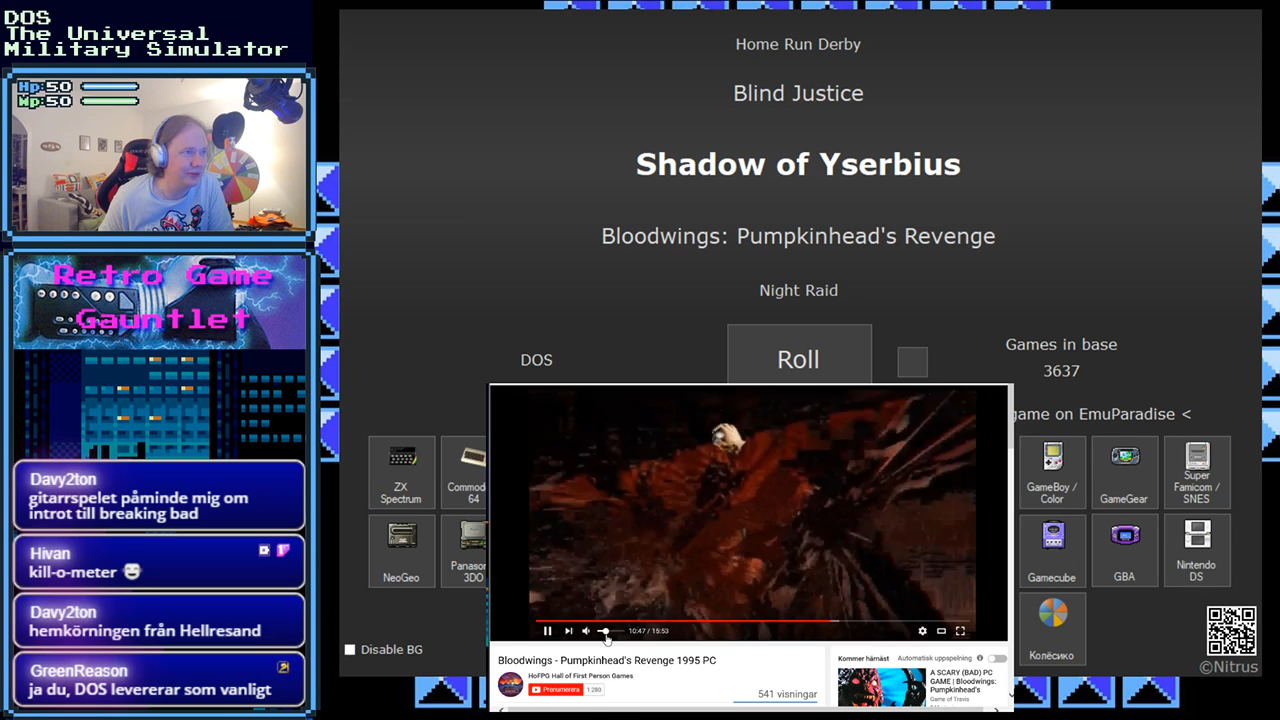 DOS
The Universal
Military Simulator
Hp:50
Mp:50
Retro Game
Gauntlet
Davy2ton
gitarrspelet påminde mig om
introt till breaking bad
Hivan
kill-o-meter
Davy2ton
hemkörningen från Hellresand
GreenReason
ja du, DOS levererar som vanligt
Home Run Derby
Blind Justice
Shadow of Yserbius
Bloodwings: Pumpkinhead's Revenge
Night Raid
DOS
Roll
Games in base
3637
game on EmuParadise <
ZX
Spectrum
Commod
64
NeoGeo
Panaso
3DO
GameBoy /
Color
GameGear
Super
Famicom /
SNES
Gamecube
GBA
Nintendo
DS
Колёсико
Disable BG
©Nitrus
10:47 / 15:53
Bloodwings - Pumpkinhead's Revenge 1995 PC
HoFPG Hall of First Person Games
Prenumerera
1 280
541 visningar
Kommer härnäst
Automatisk uppspelning
A SCARY (BAD) PC
GAME | Bloodwings:
Pumpkinhead's
Game of Travis